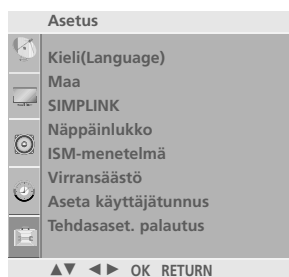 Asetus
Kieli(Language)
Maa
SIMPLINK
Näppäinlukko
ISM-menetelmä
Virransäästö
Aseta käyttäjätunnus
Tehdasaset. palautus
▲▼ ◄► OK RETURN